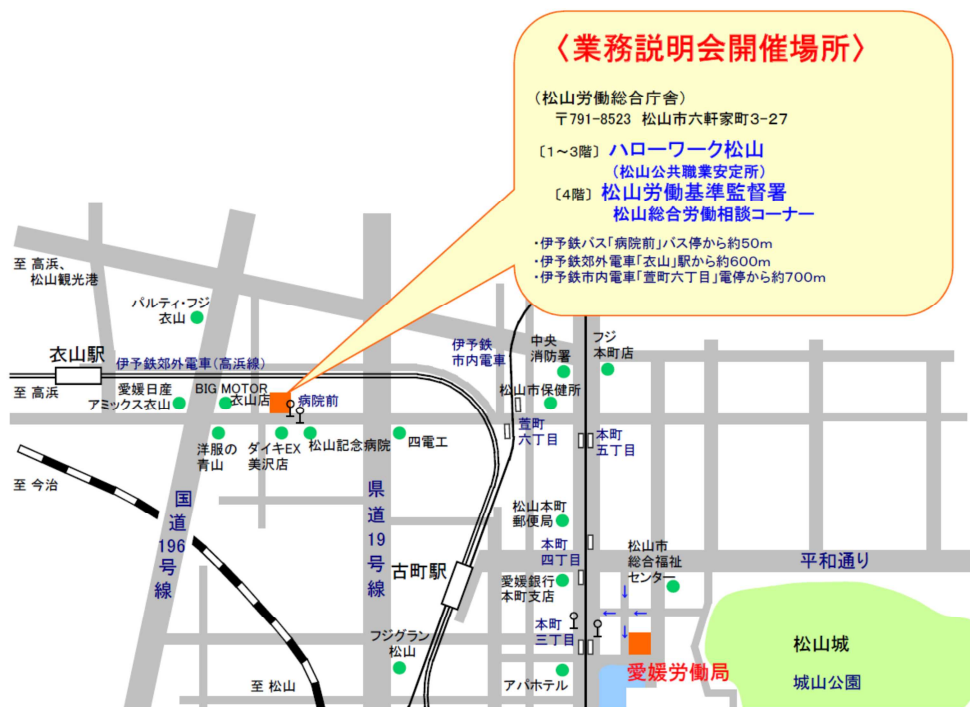 〈業務説明会開催場所〉
(松山労働総合庁舎)
〒791-8523 松山市六軒家町3-27
〔1～3階〕ハローワーク松山
(松山公共職業安定所)
〔4階〕松山労働基準監督署
松山総合労働相談コーナー
・伊予鉄バス「病院前」バス停から約50m
・伊予鉄郊外電車「衣山」駅から約600m
・伊予鉄市内電車「萱町六丁目」電停から約700m
至 高浜、
松山観光港
パルティ・フジ
衣山
衣山駅
伊予鉄郊外電車(高浜線)
伊予鉄
市内電車
中央
消防署
フジ
本町店
至 高浜
愛媛日産
アミックス衣山
BIG MOTOR
衣山店
病院前
松山市保健所
洋服の
青山
ダイキEX
美沢店
松山記念病院
四電工
萱町
六丁目
本町
五丁目
至 今治
国道196号線
県道19号線
松山本町
郵便局
本町
四丁目
松山市
総合福祉
センター
平和通り
古町駅
愛媛銀行
本町支店
本町
三丁目
フジグラン
松山
松山城
愛媛労働局
至 松山
アパホテル
城山公園